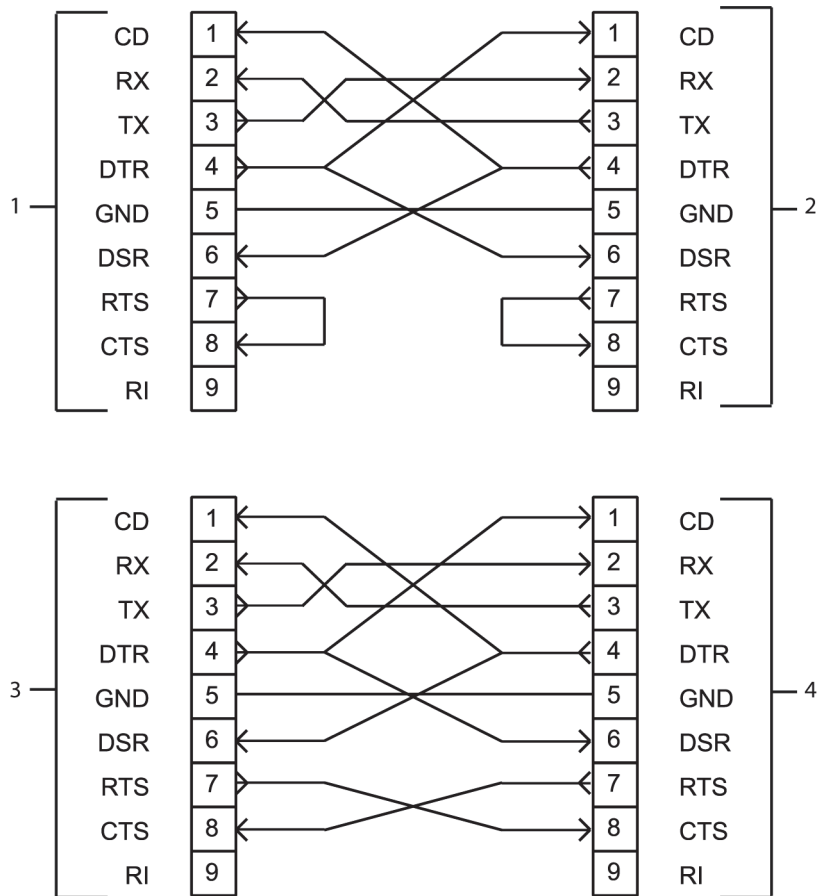 CD 1 1 CD
RX 2 2 RX
TX 3 3 TX
DTR 4 4 DTR
1 GND 5 5 GND 2
DSR 6 6 DSR
RTS 7 7 RTS
CTS 8 8 CTS
RI 9 9 RI
CD 1 1 CD
RX 2 2 RX
TX 3 3 TX
DTR 4 4 DTR
3 GND 5 5 GND 4
DSR 6 6 DSR
RTS 7 7 RTS
CTS 8 8 CTS
RI 9 9 RI